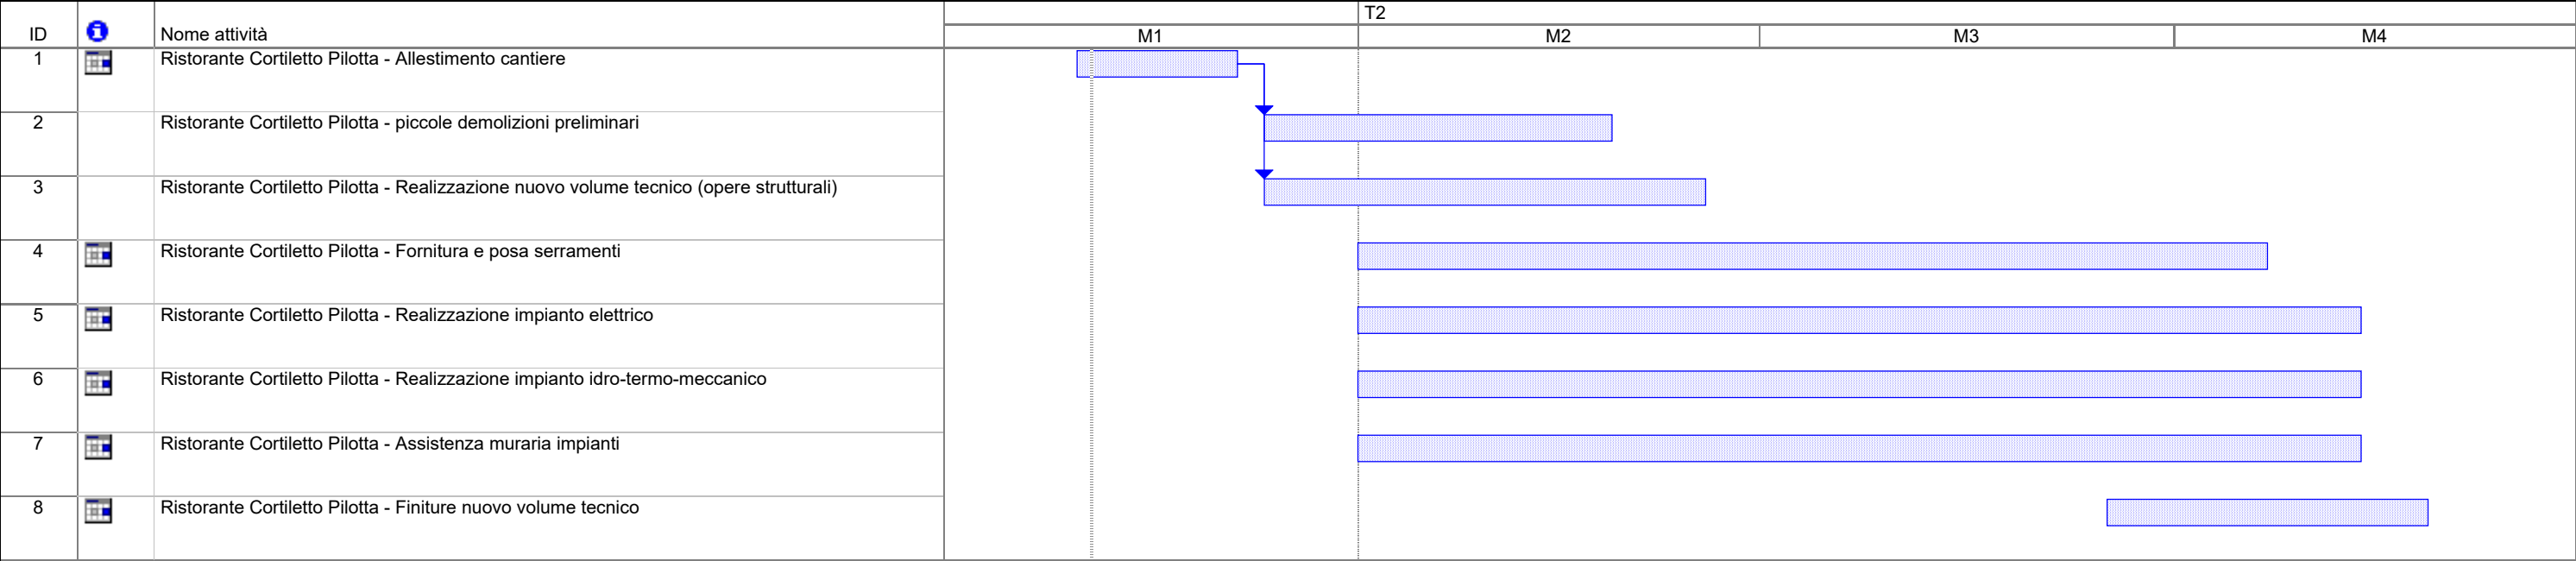 T2
ID Nome attività M1 M2 M3 M4
1 Ristorante Cortiletto Pilotta - Allestimento cantiere
2 Ristorante Cortiletto Pilotta - piccole demolizioni preliminari
3 Ristorante Cortiletto Pilotta - Realizzazione nuovo volume tecnico (opere strutturali)
4 Ristorante Cortiletto Pilotta - Fornitura e posa serramenti
5 Ristorante Cortiletto Pilotta - Realizzazione impianto elettrico
6 Ristorante Cortiletto Pilotta - Realizzazione impianto idro-termo-meccanico
7 Ristorante Cortiletto Pilotta - Assistenza muraria impianti
8 Ristorante Cortiletto Pilotta - Finiture nuovo volume tecnico